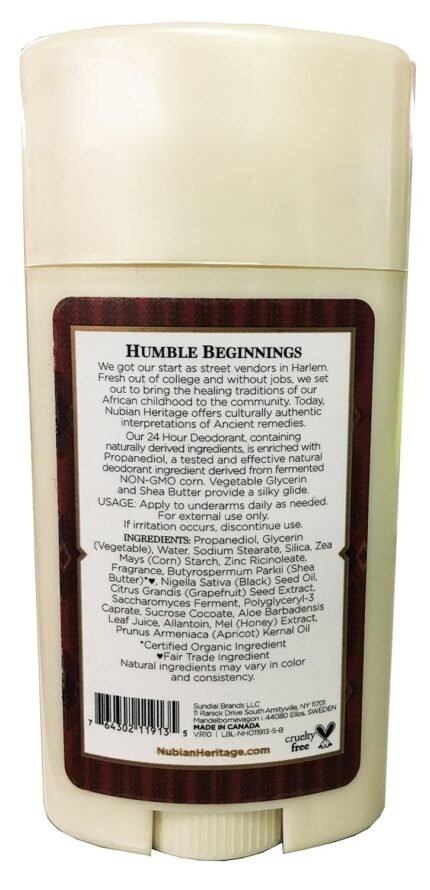 HUMBLE BEGINNINGS
We got our start as street vendors in Harlem.
Fresh out of college and without jobs, we set
out to bring the healing traditions of our
African childhood to the community. Today,
Nubian Heritage offers culturally authentic
interpretations of Ancient remedies.
Our 24 Hour Deodorant, containing
naturally derived ingredients, is enriched with
Propanediol, a tested and effective natural
deodorant ingredient derived from fermented
NON-GMO corn. Vegetable Glycerin
and Shea Butter provide a silky glide.
USAGE: Apply to underarms daily as needed.
For external use only.
If irritation occurs, discontinue use.
INGREDIENTS: Propanediol, Glycerin
(Vegetable), Water, Sodium Stearate, Silica, Zea
Mays (Corn) Starch, Zinc Ricinoleate,
Fragrance, Butyrospermum Parkii (Shea
Butter)*♥, Nigella Sativa (Black) Seed Oil,
Citrus Grandis (Grapefruit) Seed Extract,
Saccharomyces Ferment, Polyglyceryl-3
Caprate, Sucrose Cocoate, Aloe Barbadensis
Leaf Juice, Allantoin, Mel (Honey) Extract,
Prunus Armeniaca (Apricot) Kernal Oil
*Certified Organic Ingredient
♥Fair Trade Ingredient
Natural ingredients may vary in color
and consistency.
Sundial Brands LLC
11 Ranick Drive South Amityville, NY 11701
Mandelblomevagen 1, 44080 Ellos, SWEDEN
MADE IN CANADA
V.R10 | LBL-NH011913-5-B
7 64302 11913 5
cruelty
free
NubianHeritage.com